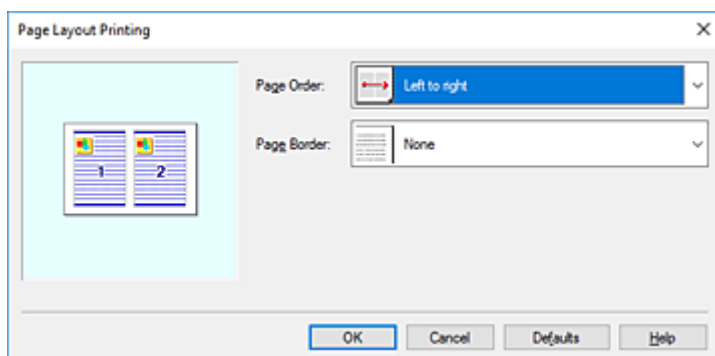 Page Layout Printing
Page Order: Left to right
1 2
Page Border: None
OK Cancel Defaults Help